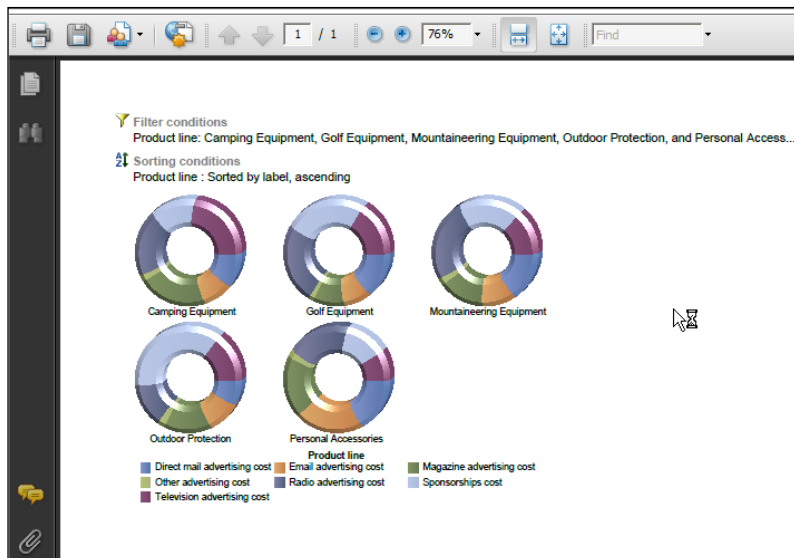 1 / 1 76% Find
Filter conditions
Product line: Camping Equipment, Golf Equipment, Mountaineering Equipment, Outdoor Protection, and Personal Access...
Sorting conditions
Product line : Sorted by label, ascending
Camping Equipment Golf Equipment Mountaineering Equipment
Outdoor Protection Personal Accessories
Product line
Direct mail advertising cost Email advertising cost Magazine advertising cost
Other advertising cost Radio advertising cost Sponsorships cost
Television advertising cost